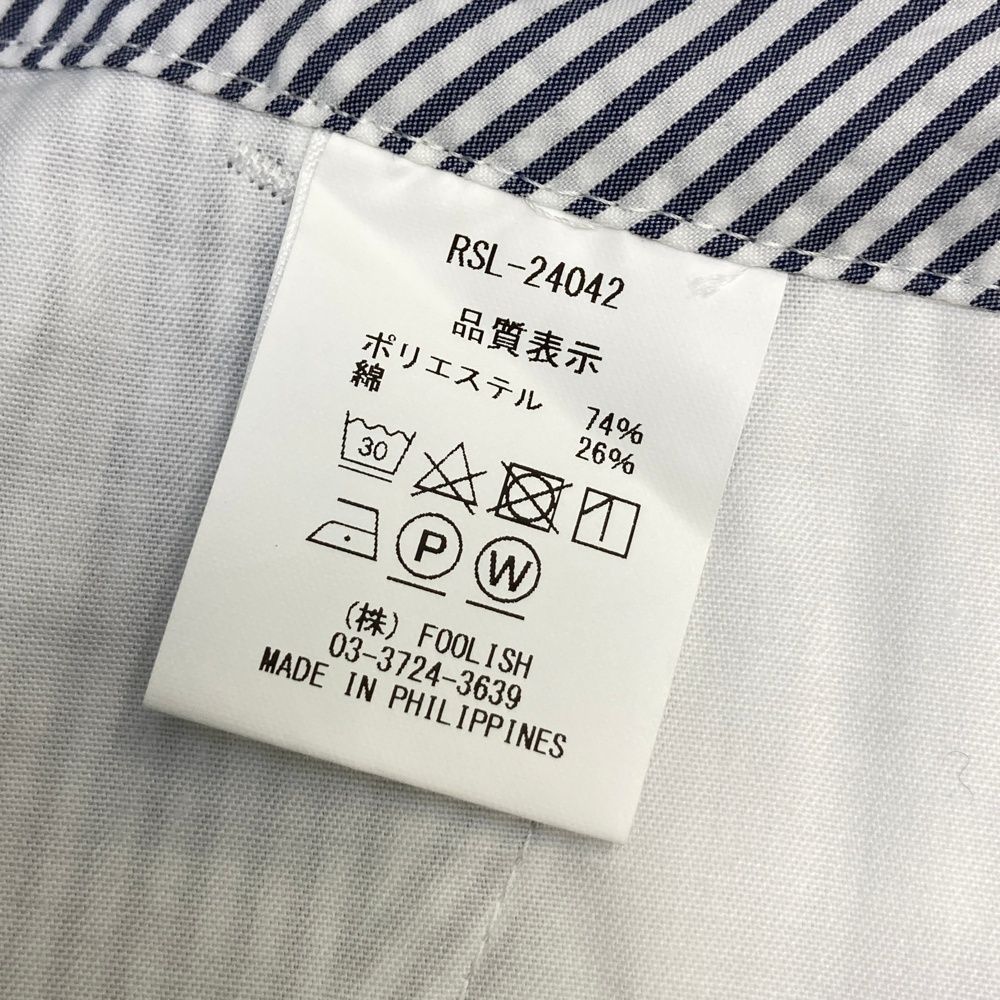 RSL-24042
品質表示
ポリエステル 74%
綿 26%
30
P W
(株) FOOLISH
03-3724-3639
MADE IN PHILIPPINES